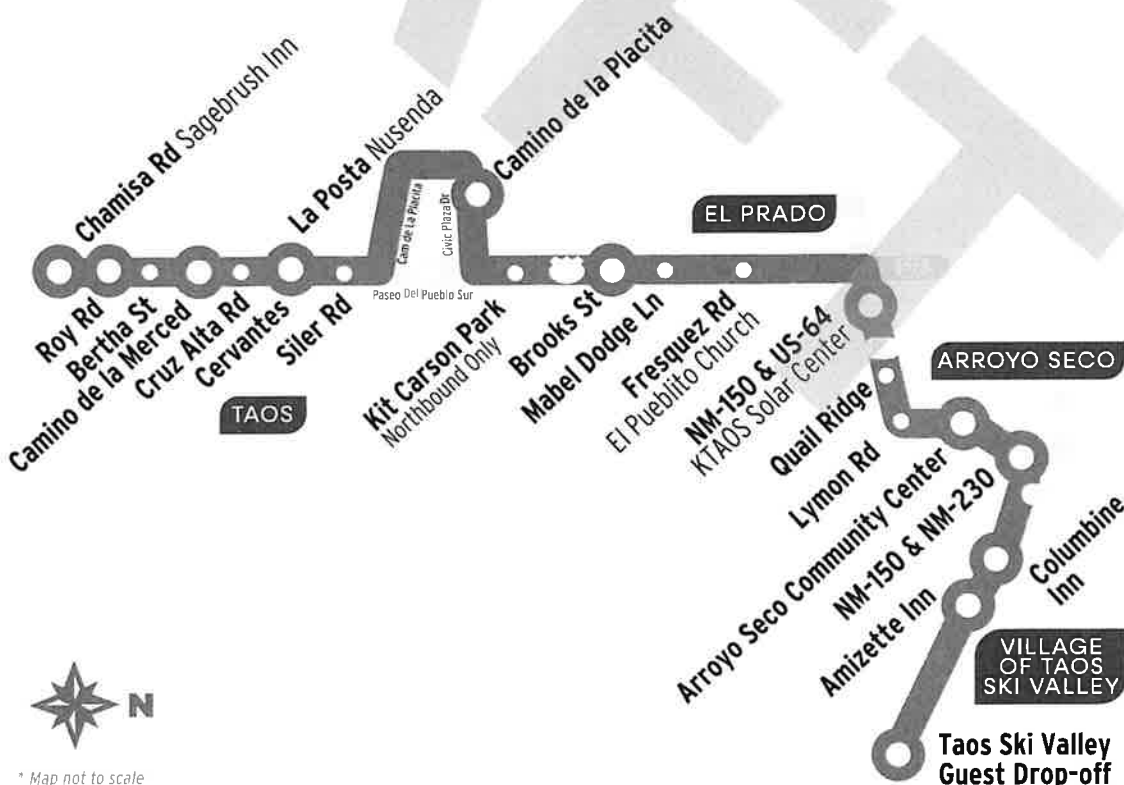 Chamisa Rd Sagebrush Inn
La Posta Nusenda
Camino de la Placita
Cam de La Placita
Civic Plaza Dr
Paseo Del Pueblo Sur
EL PRADO
Roy Rd
Bertha St
Camino de la Merced
Cruz Alta Rd
Cervantes
Siler Rd
TAOS
Kit Carson Park
Northbound Only
Brooks St
Mabel Dodge Ln
Fresquez Rd
El Pueblito Church
NM-150 & US-64
KTAOS Solar Center
ARROYO SECO
Quail Ridge
Lymon Rd
Arroyo Seco Community Center
NM-150 & NM-230
Amizette Inn
Columbine
Inn
VILLAGE
OF TAOS
SKI VALLEY
Taos Ski Valley
Guest Drop-off
N
* Map not to scale